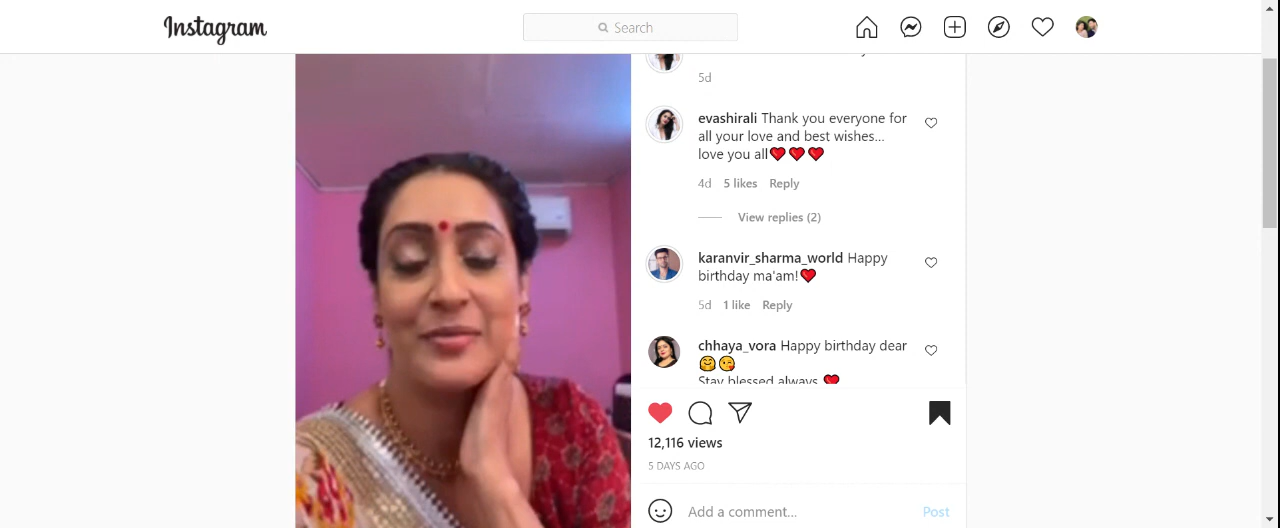 Instagram
Search
5d
evashirali Thank you everyone for
all your love and best wishes...
love you all❤️❤️❤️
4d 5 likes Reply
View replies (2)
karanvir_sharma_world Happy
birthday ma'am!❤️
5d 1 like Reply
chhaya_vora Happy birthday dear
🤗😘
Stay blessed always ❤️
12,116 views
5 DAYS AGO
Add a comment...
Post